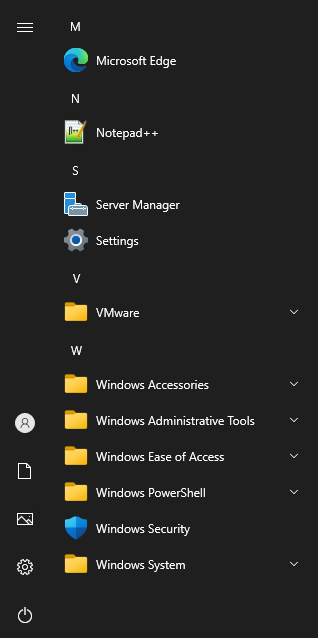 M
Microsoft Edge
N
Notepad++
S
Server Manager
Settings
V
VMware
W
Windows Accessories
Windows Administrative Tools
Windows Ease of Access
Windows PowerShell
Windows Security
Windows System